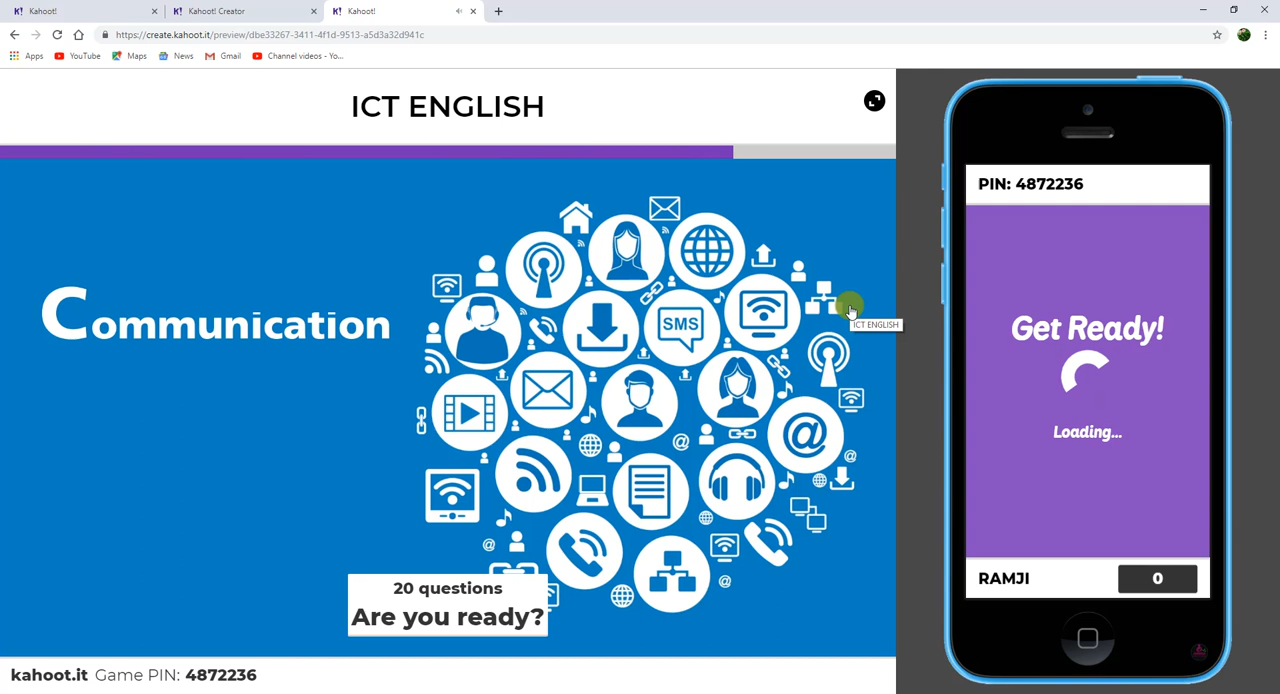 Kahoot!
Kahoot! Creator
Kahoot!
https://create.kahoot.it/preview/dbe33267-3411-4f1d-9513-a5d3a32d941c
Apps
YouTube
Maps
News
Gmail
Channel videos - Yo...
ICT ENGLISH
Communication
SMS
ICT ENGLISH
20 questions
Are you ready?
kahoot.it Game PIN: 4872236
PIN: 4872236
Get Ready!
Loading...
RAMJI
0